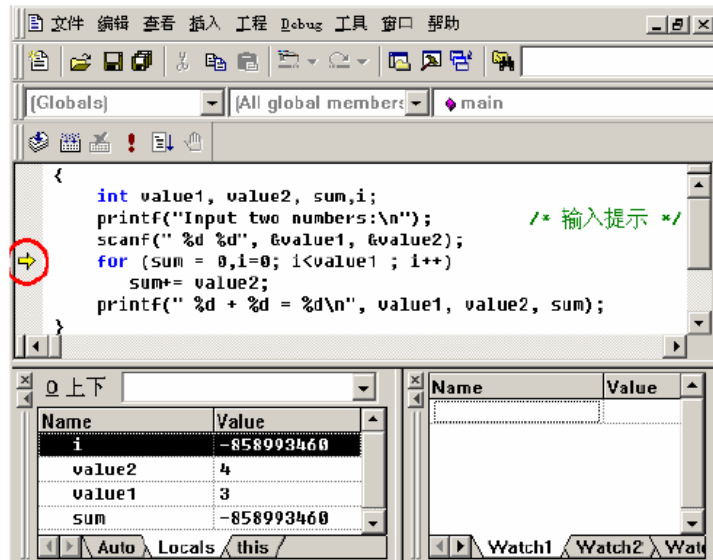 文件 编辑 查看 插入 工程 Debug 工具 窗口 帮助
(Globals) (All global members main
{
int value1, value2, sum,i;
printf("Input two numbers:\n"); /* 输入提示 */
scanf(" %d %d", &value1, &value2);
for (sum = 0,i=0; i<value1 ; i++)
sum+= value2;
printf(" %d + %d = %d\n", value1, value2, sum);
}
O 上下
Name Value
i -858993460
value2 4
value1 3
sum -858993460
Auto Locals this
Name Value
Watch1 Watch2 Wat